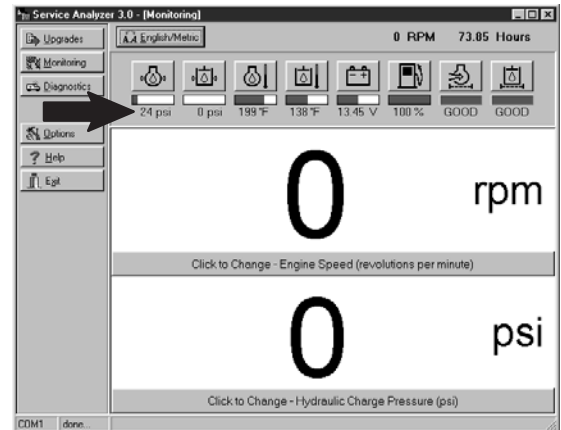 Service Analyzer 3.0 - [Monitoring]
Upgrades
English/Metric
0 RPM 73.05 Hours
Monitoring
Diagnostics
24 psi 0 psi 199°F 138°F 13.45 V 100 % GOOD GOOD
Options
Help
Exit
0 rpm
Click to Change - Engine Speed (revolutions per minute)
0 psi
Click to Change - Hydraulic Charge Pressure (psi)
COM1 done...